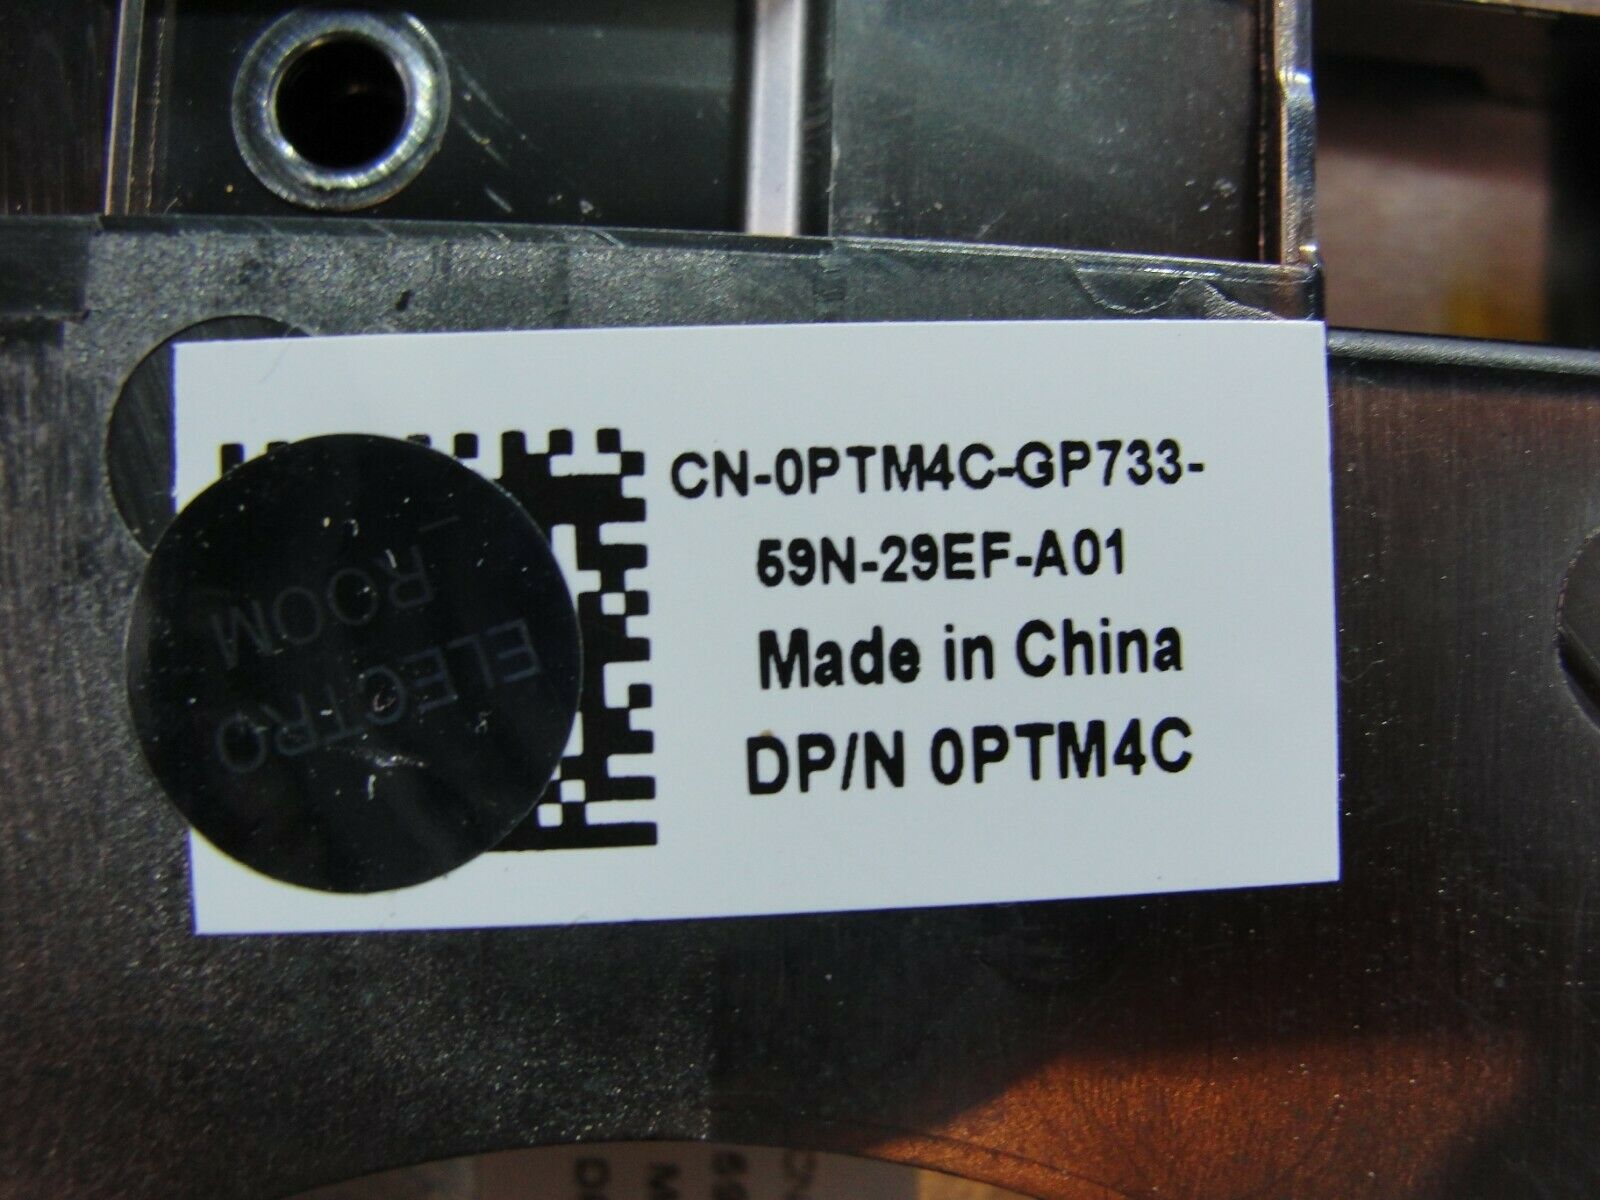 CN-0PTM4C-GP733-
59N-29EF-A01
Made in China
DP/N 0PTM4C
ELECTRO
ROOM